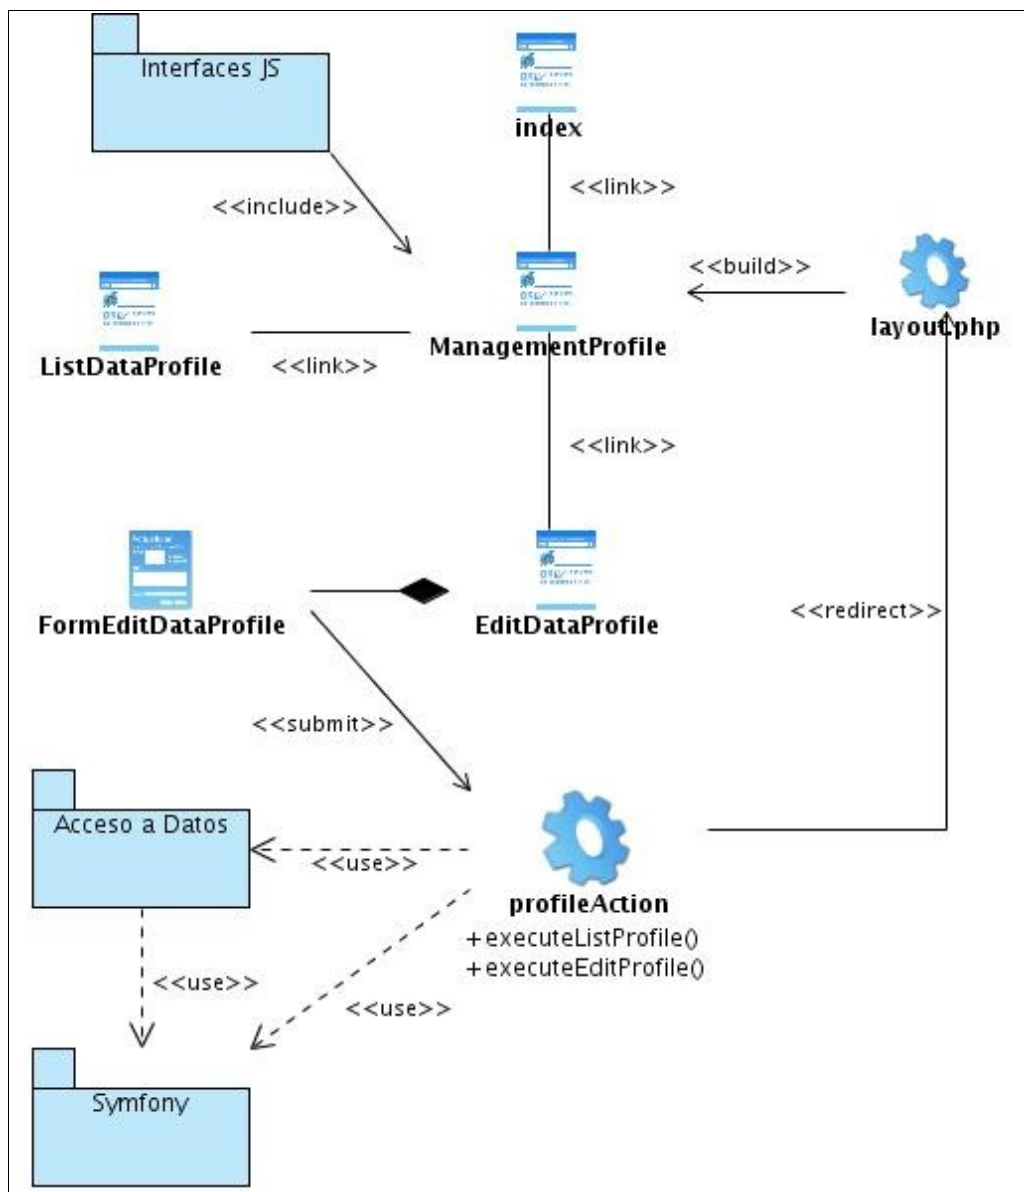 Interfaces JS
index
<<link>>
<<include>>
<<build>>
layout.php
ManagementProfile
ListDataProfile
<<link>>
<<link>>
FormEditDataProfile
EditDataProfile
<<redirect>>
<<submit>>
Acceso a Datos
<<use>>
profileAction
+executeListProfile()
+executeEditProfile()
<<use>>
<<use>>
Symfony